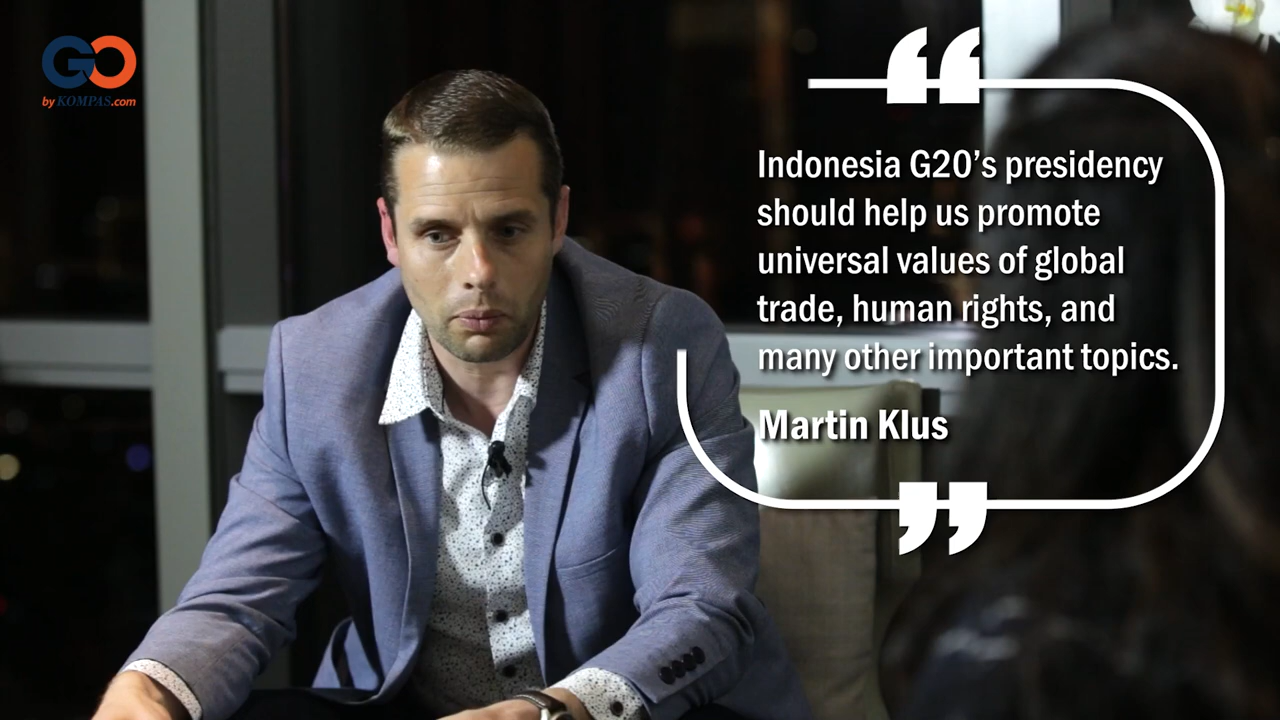 GO
by KOMPAS.com
“
Indonesia G20’s presidency
should help us promote
universal values of global
trade, human rights, and
many other important topics.
Martin Klus
”